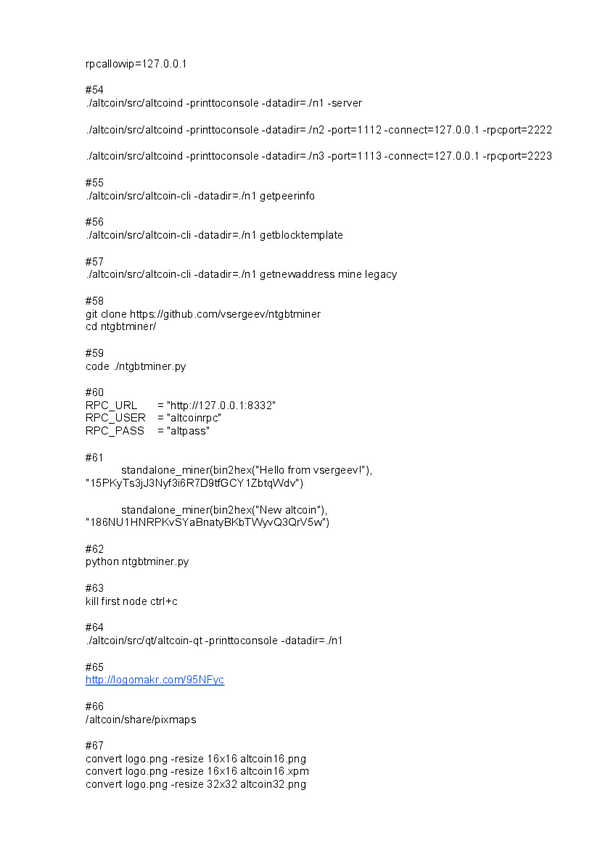 rpcallowip=127.0.0.1
#54
./altcoin/src/altcoind -printtoconsole -datadir=./n1 -server
./altcoin/src/altcoind -printtoconsole -datadir=./n2 -port=1112 -connect=127.0.0.1 -rpcport=2222
./altcoin/src/altcoind -printtoconsole -datadir=./n3 -port=1113 -connect=127.0.0.1 -rpcport=2223
#55
./altcoin/src/altcoin-cli -datadir=./n1 getpeerinfo
#56
./altcoin/src/altcoin-cli -datadir=./n1 getblocktemplate
#57
./altcoin/src/altcoin-cli -datadir=./n1 getnewaddress mine legacy
#58
git clone https://github.com/vsergeev/ntgbtminer
cd ntgbtminer/
#59
code ./ntgbtminer.py
#60
RPC_URL = "http://127.0.0.1:8332"
RPC_USER = "altcoinrpc"
RPC_PASS = "altpass"
#61
standalone_miner(bin2hex("Hello from vsergeev!"),
"15PKyTs3jJ3Nyf3i6R7D9tfGCY1ZbtqWdv")
standalone_miner(bin2hex("New altcoin"),
"186NU1HNRPKvSYaBnatyBKbTWyvQ3QrV5w")
#62
python ntgbtminer.py
#63
kill first node ctrl+c
#64
./altcoin/src/qt/altcoin-qt -printtoconsole -datadir=./n1
#65
http://logomakr.com/95NFyc
#66
/altcoin/share/pixmaps
#67
convert logo.png -resize 16x16 altcoin16.png
convert logo.png -resize 16x16 altcoin16.xpm
convert logo.png -resize 32x32 altcoin32.png